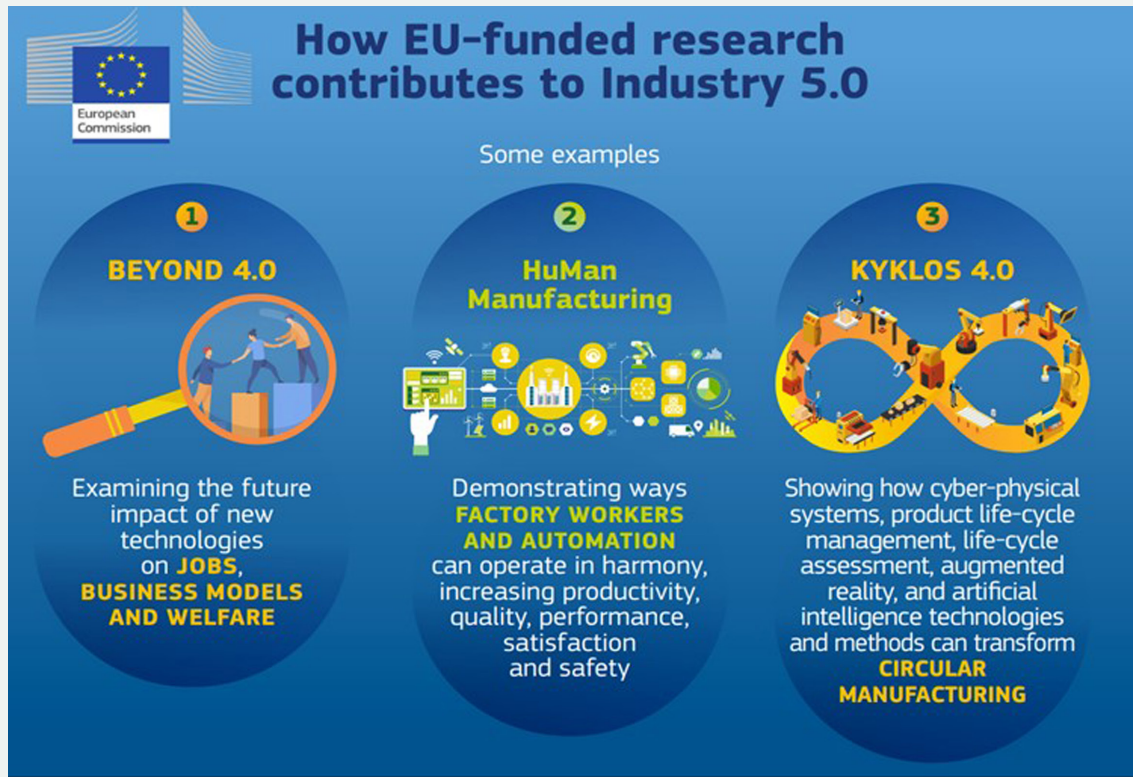 How EU-funded research
contributes to Industry 5.0
European
Commission
Some examples
1
BEYOND 4.0
Examining the future
impact of new
technologies
on JOBS,
BUSINESS MODELS
AND WELFARE
2
HuMan
Manufacturing
Demonstrating ways
FACTORY WORKERS
AND AUTOMATION
can operate in harmony,
increasing productivity,
quality, performance,
satisfaction
and safety
3
KYKLOS 4.0
Showing how cyber-physical
systems, product life-cycle
management, life-cycle
assessment, augmented
reality, and artificial
intelligence technologies
and methods can transform
CIRCULAR
MANUFACTURING